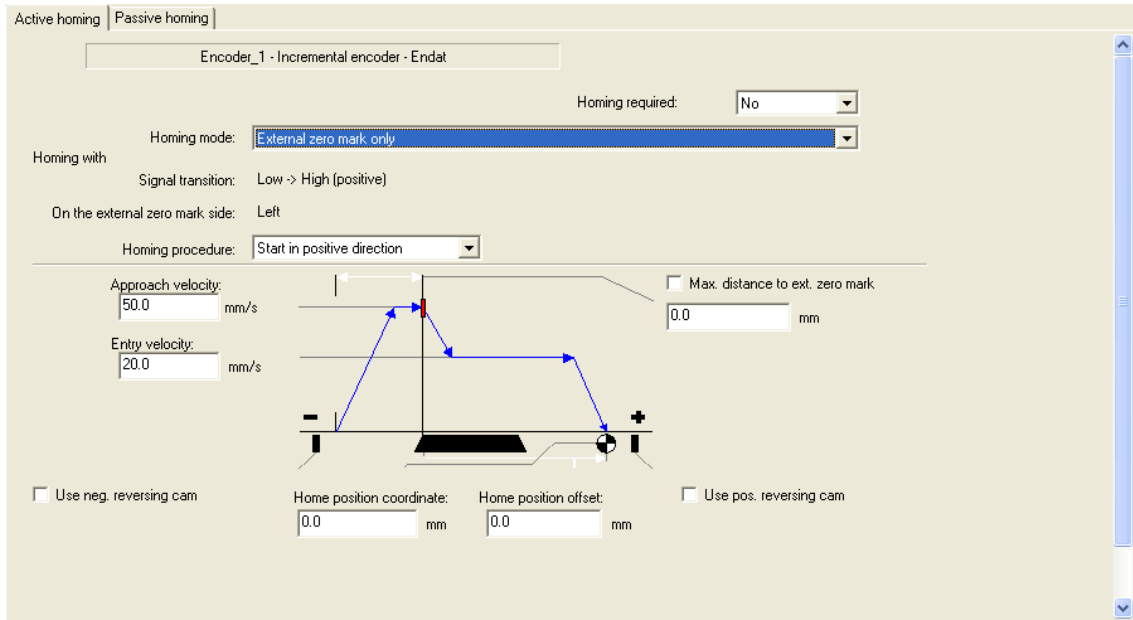 Active homing Passive homing
Encoder_1 - Incremental encoder - Endat
Homing required: No
Homing mode: External zero mark only
Homing with
Signal transition: Low -> High (positive)
On the external zero mark side: Left
Homing procedure: Start in positive direction
Approach velocity:
50.0 mm/s
Max. distance to ext. zero mark
0.0 mm
Entry velocity:
20.0 mm/s
- +
Use neg. reversing cam
Home position coordinate:
0.0 mm
Home position offset:
0.0 mm
Use pos. reversing cam